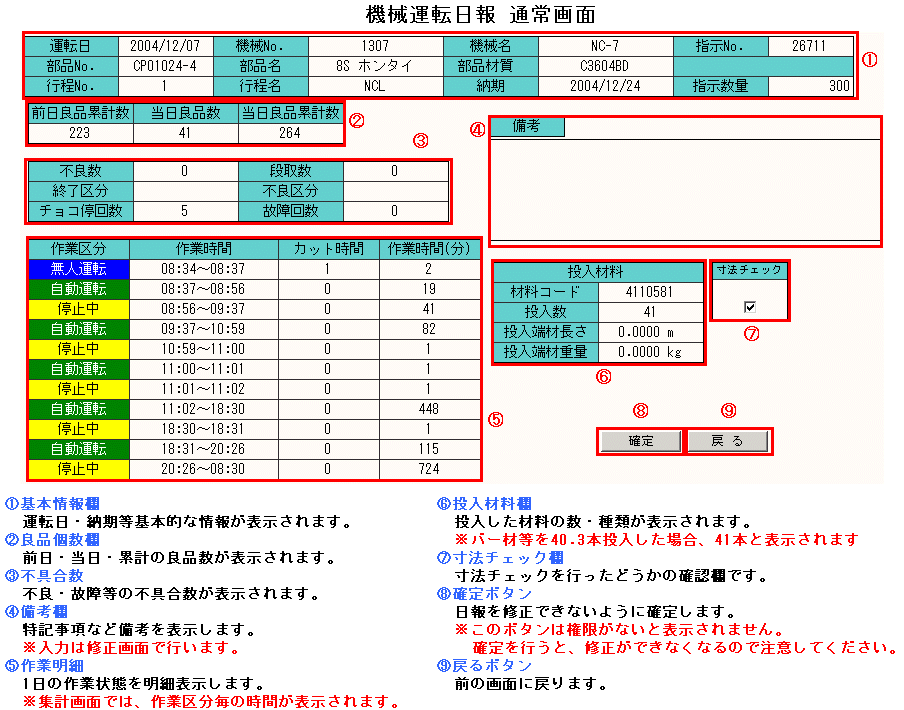 機械運転日報 通常画面
運転日 2004/12/07 機械No. 1307 機械名 NC-7 指示No. 26711
部品No. CP01024-4 部品名 8S ホンタイ 部品材質 C3604BD
行程No. 1 行程名 NCL 納期 2004/12/24 指示数量 300
①
前日良品累計数 当日良品数 当日良品累計数
223 41 264
②
③
④ 備考
不良数 0 段取数 0
終了区分 不良区分
チョコ停回数 5 故障回数 0
作業区分 作業時間 カット時間 作業時間(分)
無人運転 08:34～08:37 1 2
自動運転 08:37～08:56 0 19
停止中 08:56～09:37 0 41
自動運転 09:37～10:59 0 82
停止中 10:59～11:00 0 1
自動運転 11:00～11:01 0 1
停止中 11:01～11:02 0 1
自動運転 11:02～18:30 0 448
停止中 18:30～18:31 0 1
自動運転 18:31～20:26 0 115
停止中 20:26～08:30 0 724
⑤
投入材料
材料コード 4110581
投入数 41
投入端材長さ 0.0000 m
投入端材重量 0.0000 kg
⑥
寸法チェック
⑦
⑧ ⑨
確定 戻 る
①基本情報欄
運転日・納期等基本的な情報が表示されます。
②良品個数欄
前日・当日・累計の良品数が表示されます。
③不具合数
不良・故障等の不具合数が表示されます。
④備考欄
特記事項など備考を表示します。
※入力は修正画面で行います。
⑤作業明細
1日の作業状態を明細表示します。
※集計画面では、作業区分毎の時間が表示されます。
⑥投入材料欄
投入した材料の数・種類が表示されます。
※バー材等を40.3本投入した場合、41本と表示されます
⑦寸法チェック欄
寸法チェックを行ったどうかの確認欄です。
⑧確定ボタン
日報を修正できないように確定します。
※このボタンは権限がないと表示されません。
確定を行うと、修正ができなくなるので注意してください。
⑨戻るボタン
前の画面に戻ります。